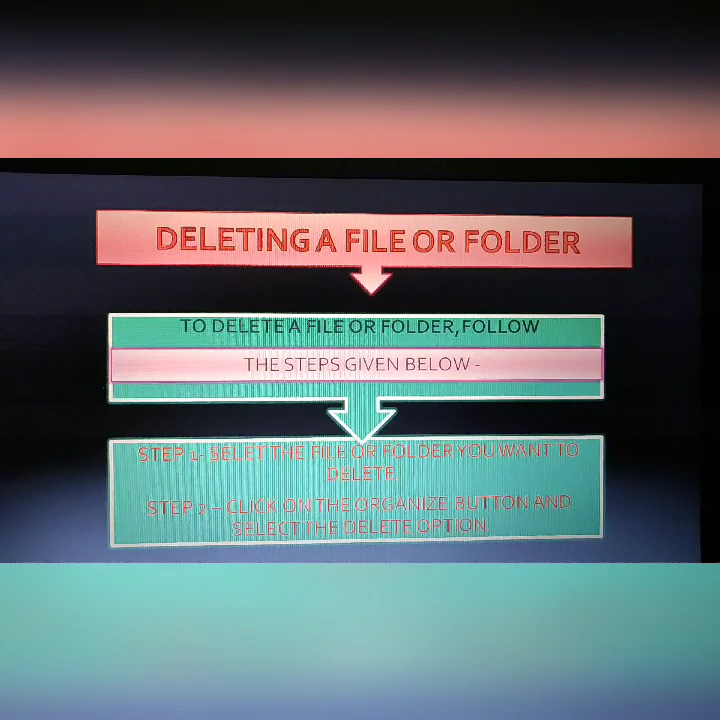 DELETING A FILE OR FOLDER
TO DELETE A FILE OR FOLDER,FOLLOW
THE STEPS GIVEN BELOW -
STEP 1- SELET THE FILE OR FOLDER YOU WANT TO
DELETE.
STEP 2 – CLICK ON THE ORGANIZE BUTTON AND
SELECT THE DELETE OPTION.